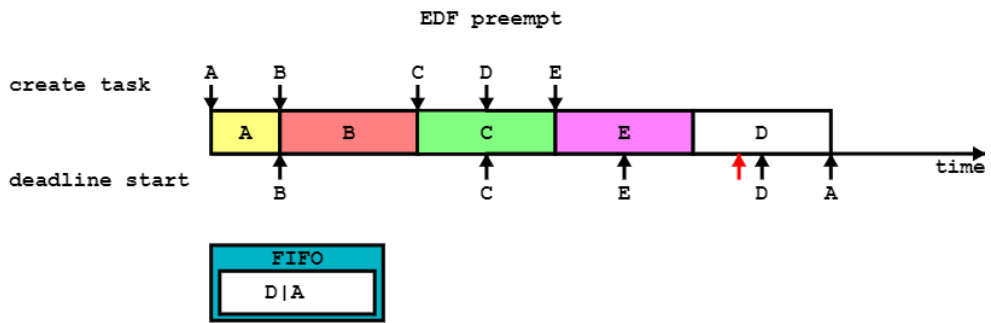 EDF preempt
create task
A B C D E
A B C E D
deadline start
time
B C E D A
FIFO
D|A